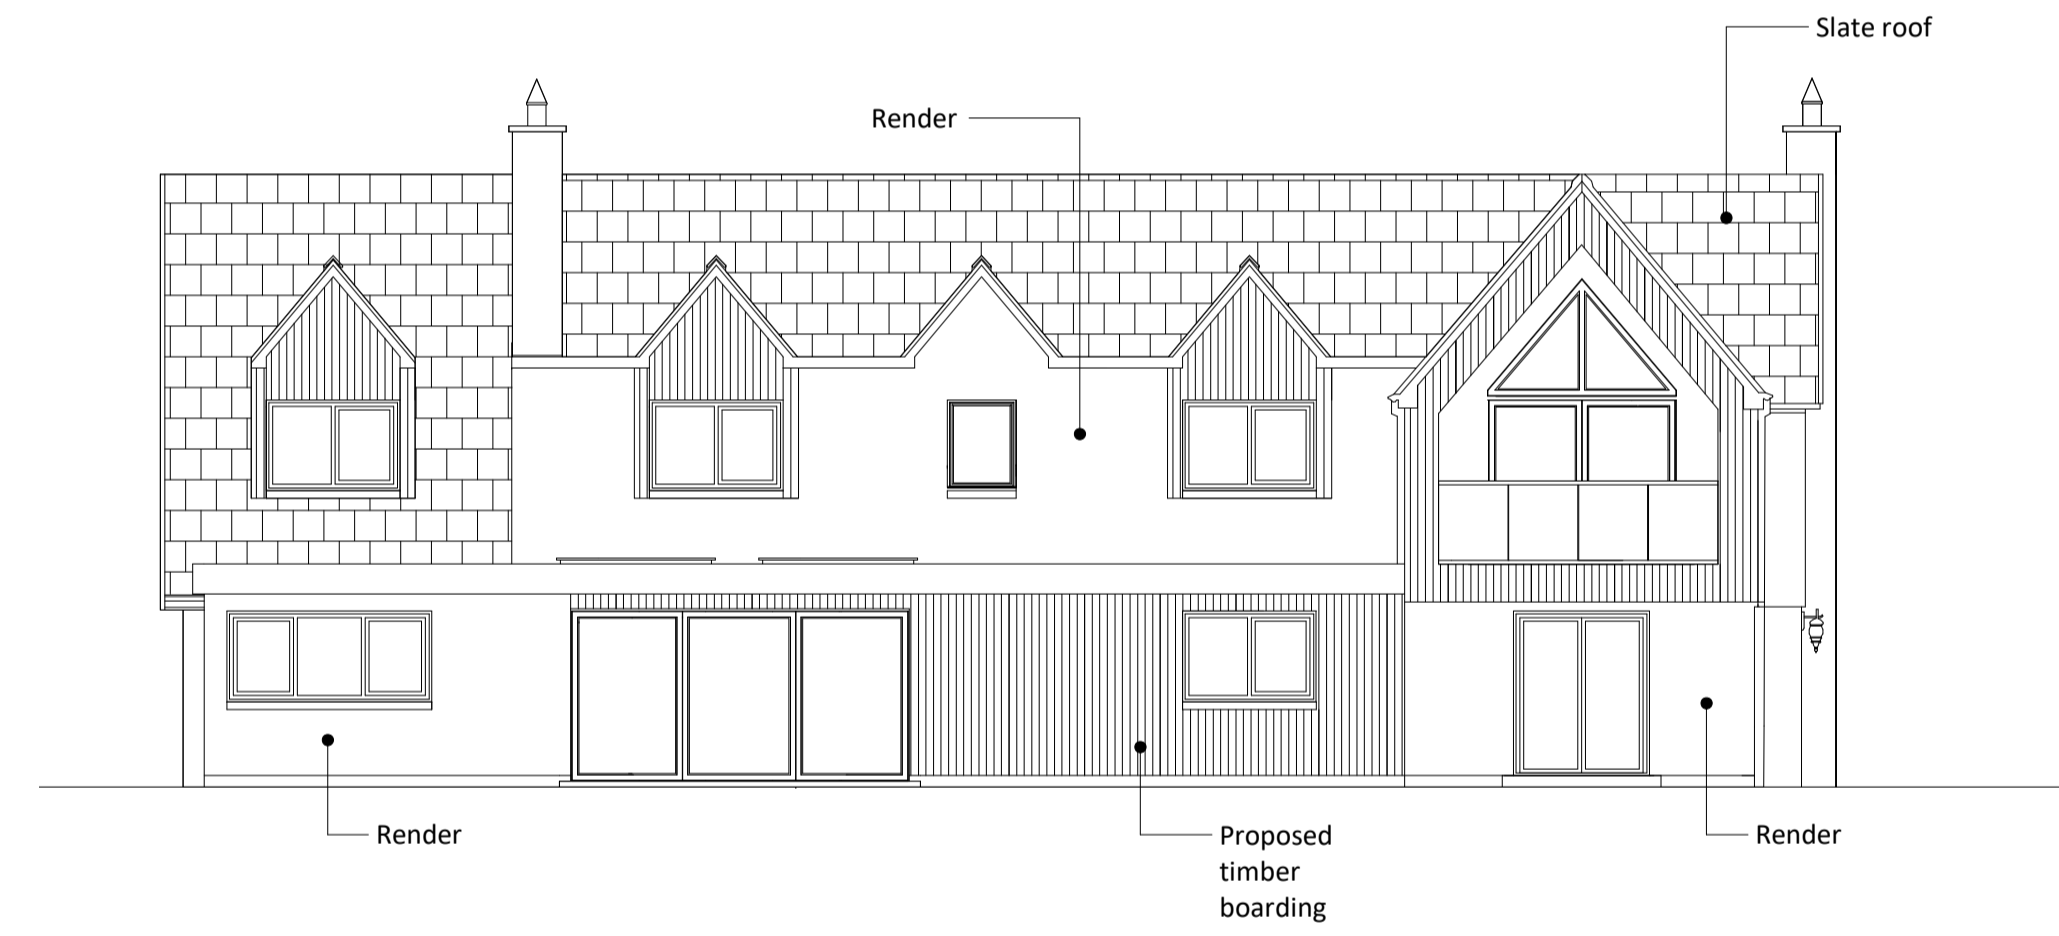 Slate roof
Render
Render
Proposed
timber
boarding
Render